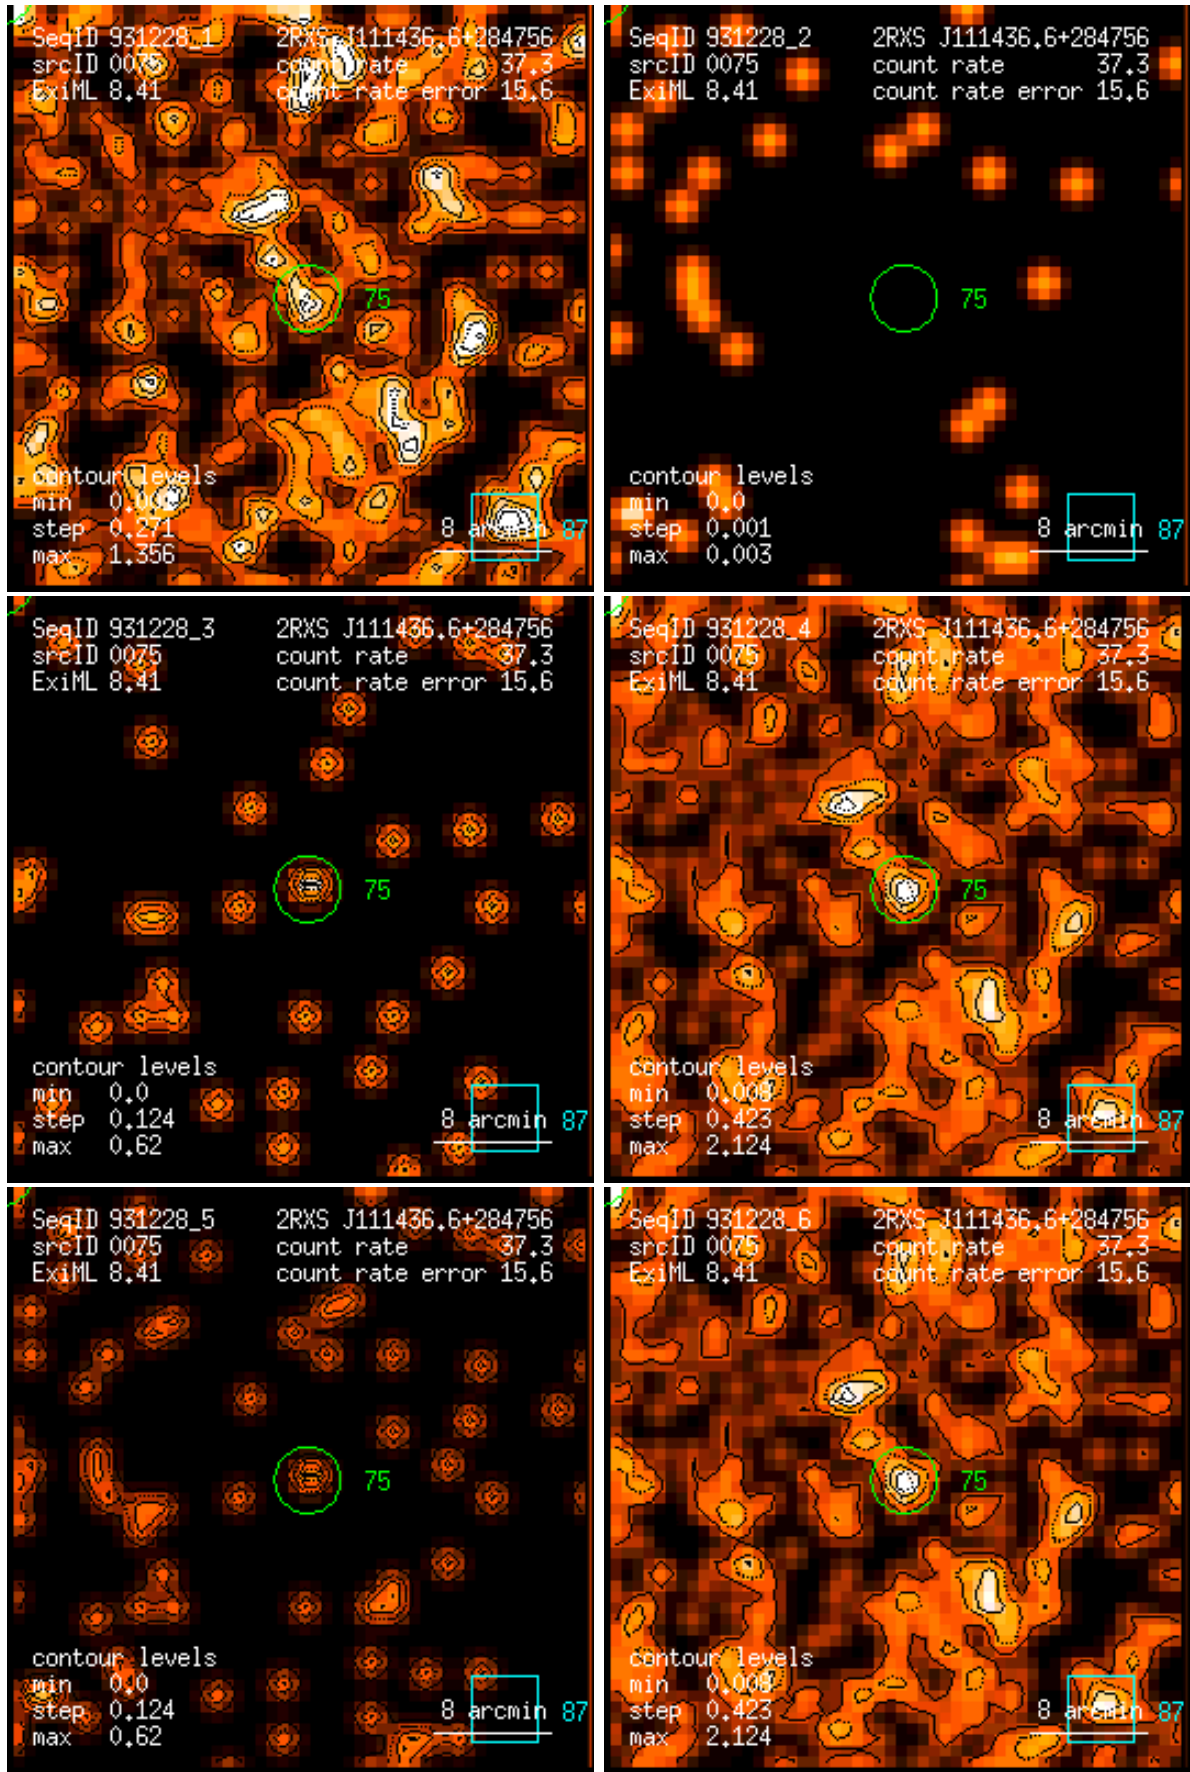 SeqID 931228_1 2RXS J111436.6+284756
srcID 0075 count rate 37.3
ExiML 8.41 count rate error 15.6
75
contour levels
min
step 0.271 8 arcmin 87
max 1.356
SeqID 931228_2 2RXS J111436.6+284756
srcID 0075 count rate 37.3
ExiML 8.41 count rate error 15.6
75
contour levels
min 0.0
step 0.001 8 arcmin 87
max 0.003
SeqID 931228_3 2RXS J111436.6+284756
srcID 0075 count rate 37.3
ExiML 8.41 count rate error 15.6
75
contour levels
min 0.0
step 0.124 8 arcmin 87
max 0.62
SeqID 931228_4 2RXS J111436.6+284756
srcID 0075 count rate 37.3
ExiML 8.41 count rate error 15.6
75
contour levels
min 0.008
step 0.423 8 arcmin 87
max 2.124
SeqID 931228_5 2RXS J111436.6+284756
srcID 0075 count rate 37.3
ExiML 8.41 count rate error 15.6
75
contour levels
min 0.0
step 0.124 8 arcmin 87
max 0.62
SeqID 931228_6 2RXS J111436.6+284756
srcID 0075 count rate 37.3
ExiML 8.41 count rate error 15.6
75
contour levels
min 0.008
step 0.423 8 arcmin 87
max 2.124